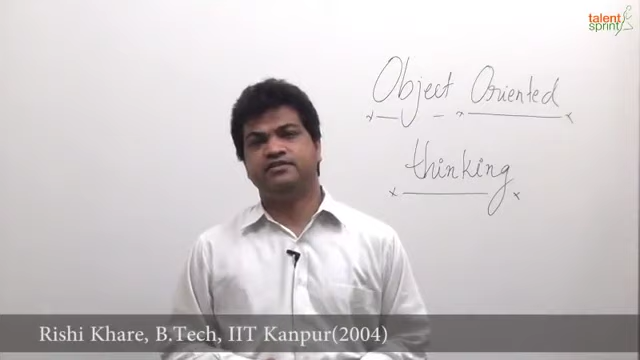 talent
sprint
Object Oriented
thinking
Rishi Khare, B.Tech, IIT Kanpur(2004)